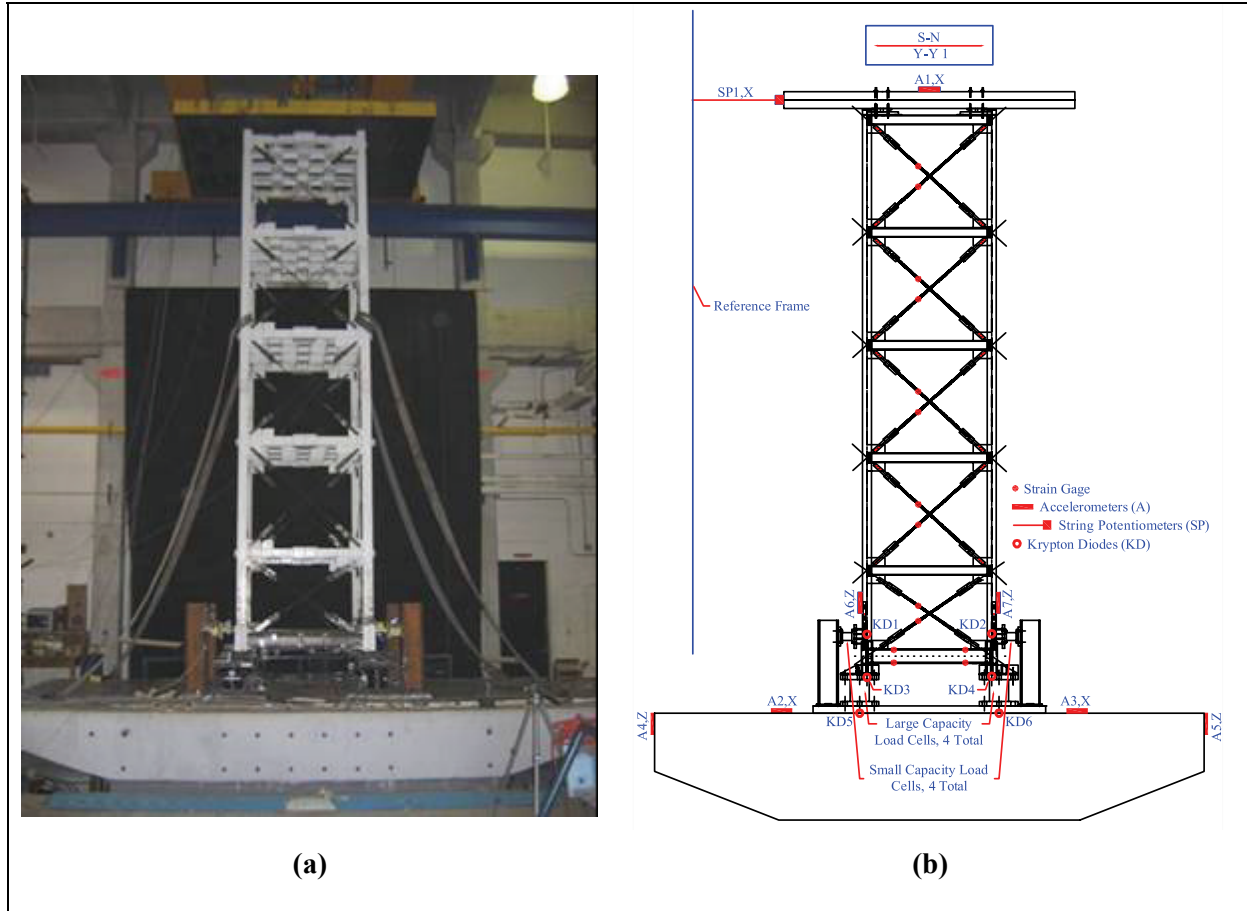 S-N
Y-Y 1
A1,X
SP1,X
Reference Frame
Strain Gage
Accelerometers (A)
String Potentiometers (SP)
Krypton Diodes (KD)
A6,Z
A7,Z
KD1
KD2
KD3
KD4
A2,X
A3,X
A4,Z
A5,Z
KD5
KD6
Large Capacity
Load Cells, 4 Total
Small Capacity Load
Cells, 4 Total
(a)
(b)